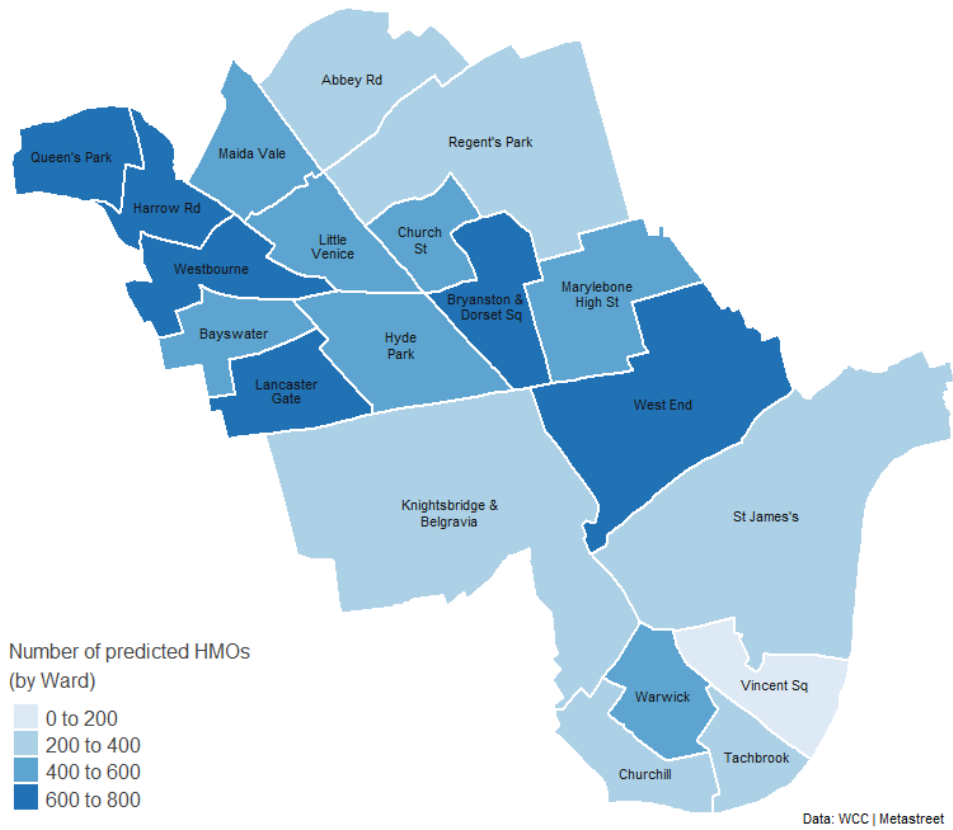 Abbey Rd
Regent's Park
Maida Vale
Queen's Park
Harrow Rd
Church
St
Little
Venice
Westbourne
Marylebone
High St
Bryanston &
Dorset Sq
Bayswater
Hyde
Park
Lancaster
Gate
West End
Knightsbridge &
Belgravia
St James's
Number of predicted HMOs
(by Ward)
0 to 200
200 to 400
400 to 600
600 to 800
Vincent Sq
Warwick
Tachbrook
Churchill
Data: WCC | Metastreet